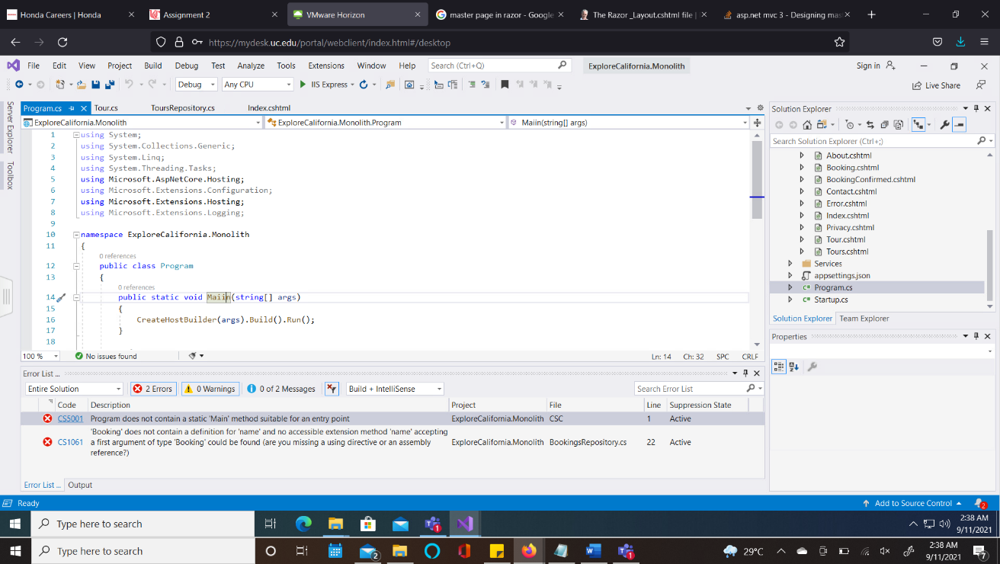 Honda Careers | Honda
Assignment 2
VMware Horizon
master page in razor - Google
The Razor _Layout.cshtml file |
asp.net mvc 3 - Designing mas
https://mydesk.uc.edu/portal/webclient/index.html#/desktop
File Edit View Project Build Debug Test Analyze Tools Extensions Window Help Search (Ctrl+Q) ExploreCalifornia.Monolith Sign in
Debug Any CPU IIS Express Live Share
Server Explorer
Toolbox
Program.cs Tour.cs ToursRepository.cs Index.cshtml
ExploreCalifornia.Monolith ExploreCalifornia.Monolith.Program Maiin(string[] args)
1 using System;
2 using System.Collections.Generic;
3 using System.Linq;
4 using System.Threading.Tasks;
5 using Microsoft.AspNetCore.Hosting;
6 using Microsoft.Extensions.Configuration;
7 using Microsoft.Extensions.Hosting;
8 using Microsoft.Extensions.Logging;
9
10 namespace ExploreCalifornia.Monolith
11 {
0 references
12 public class Program
13 {
0 references
14 public static void Maiin(string[] args)
15 {
16 CreateHostBuilder(args).Build().Run();
17 }
18
100 % No issues found Ln: 14 Ch: 32 SPC CRLF
Solution Explorer
Search Solution Explorer (Ctrl+;)
About.cshtml
Booking.cshtml
BookingConfirmed.cshtml
Contact.cshtml
Error.cshtml
Index.cshtml
Privacy.cshtml
Tour.cshtml
Tours.cshtml
Services
appsettings.json
C# Program.cs
C# Startup.cs
Solution Explorer Team Explorer
Properties
Error List ...
Entire Solution 2 Errors 0 Warnings 0 of 2 Messages Build + IntelliSense Search Error List
Code Description Project File Line Suppression State
CS5001 Program does not contain a static 'Main' method suitable for an entry point ExploreCalifornia.Monolith CSC 1 Active
'Booking' does not contain a definition for 'name' and no accessible extension method 'name' accepting
CS1061 a first argument of type 'Booking' could be found (are you missing a using directive or an assembly ExploreCalifornia.Monolith BookingsRepository.cs 22 Active
reference?)
Error List ... Output
Ready Add to Source Control 2
Type here to search 1 2:38 AM
9/11/2021
Type here to search 2 1 29°C 2:38 AM
9/11/2021 7